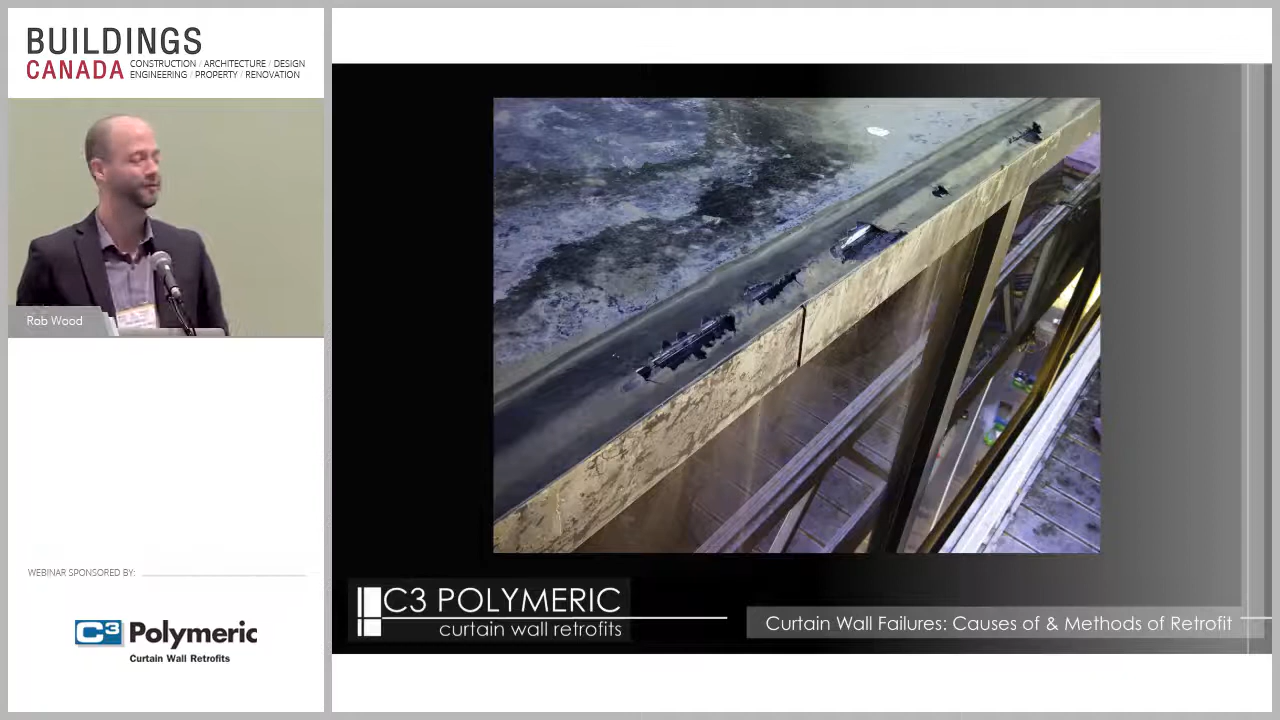 BUILDINGS
CANADA
CONSTRUCTION / ARCHITECTURE / DESIGN
ENGINEERING / PROPERTY / RENOVATION
Rob Wood
WEBINAR SPONSORED BY:
C3 Polymeric
Curtain Wall Retrofits
C3 POLYMERIC
curtain wall retrofits
Curtain Wall Failures: Causes of & Methods of Retrofit